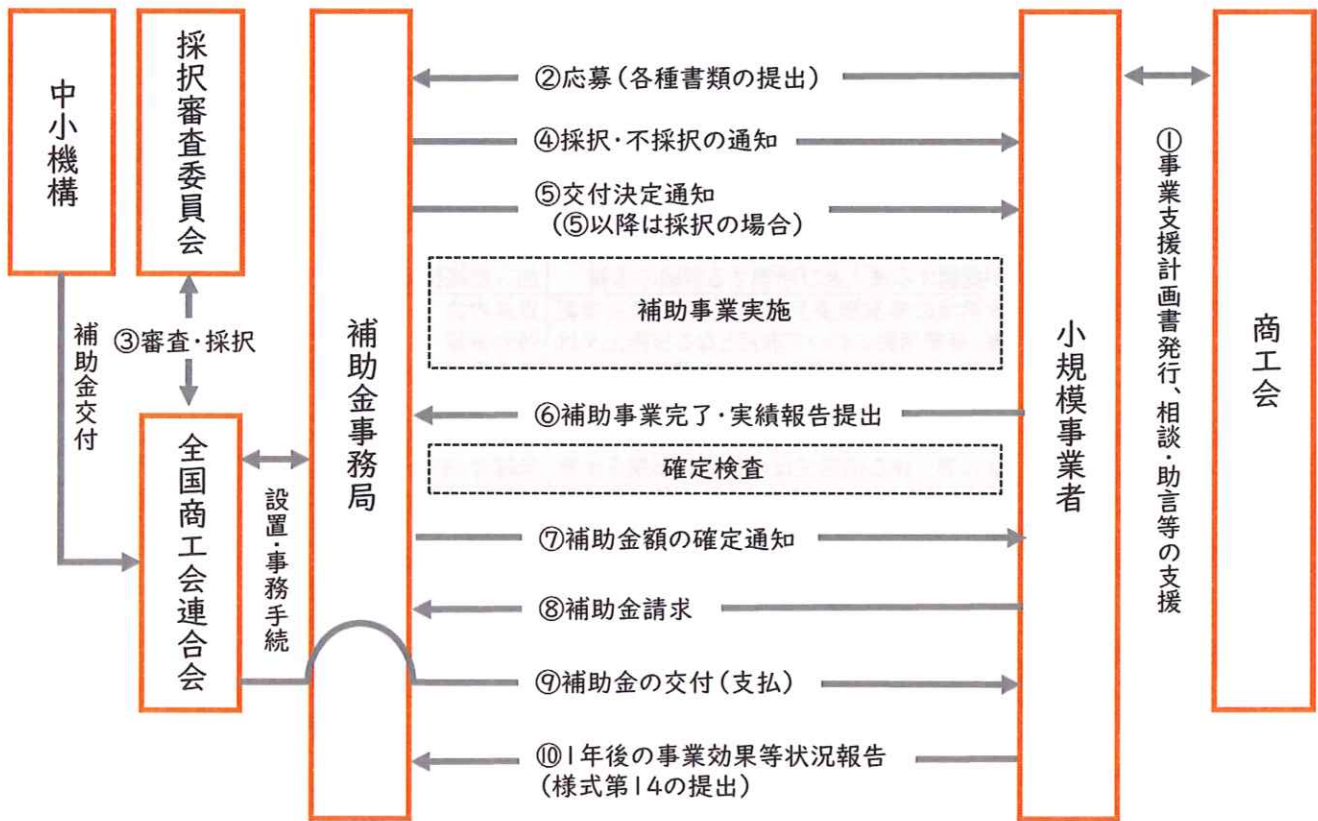 中小機構
採択審査委員会
補助金事務局
小規模事業者
商工会
全国商工会連合会
補助金交付
③審査・採択
設置・事務手続
①事業支援計画書発行、相談・助言等の支援
②応募(各種書類の提出)
④採択・不採択の通知
⑤交付決定通知
(⑤以降は採択の場合)
補助事業実施
⑥補助事業完了・実績報告提出
確定検査
⑦補助金額の確定通知
⑧補助金請求
⑨補助金の交付(支払)
⑩1年後の事業効果等状況報告
(様式第14の提出)